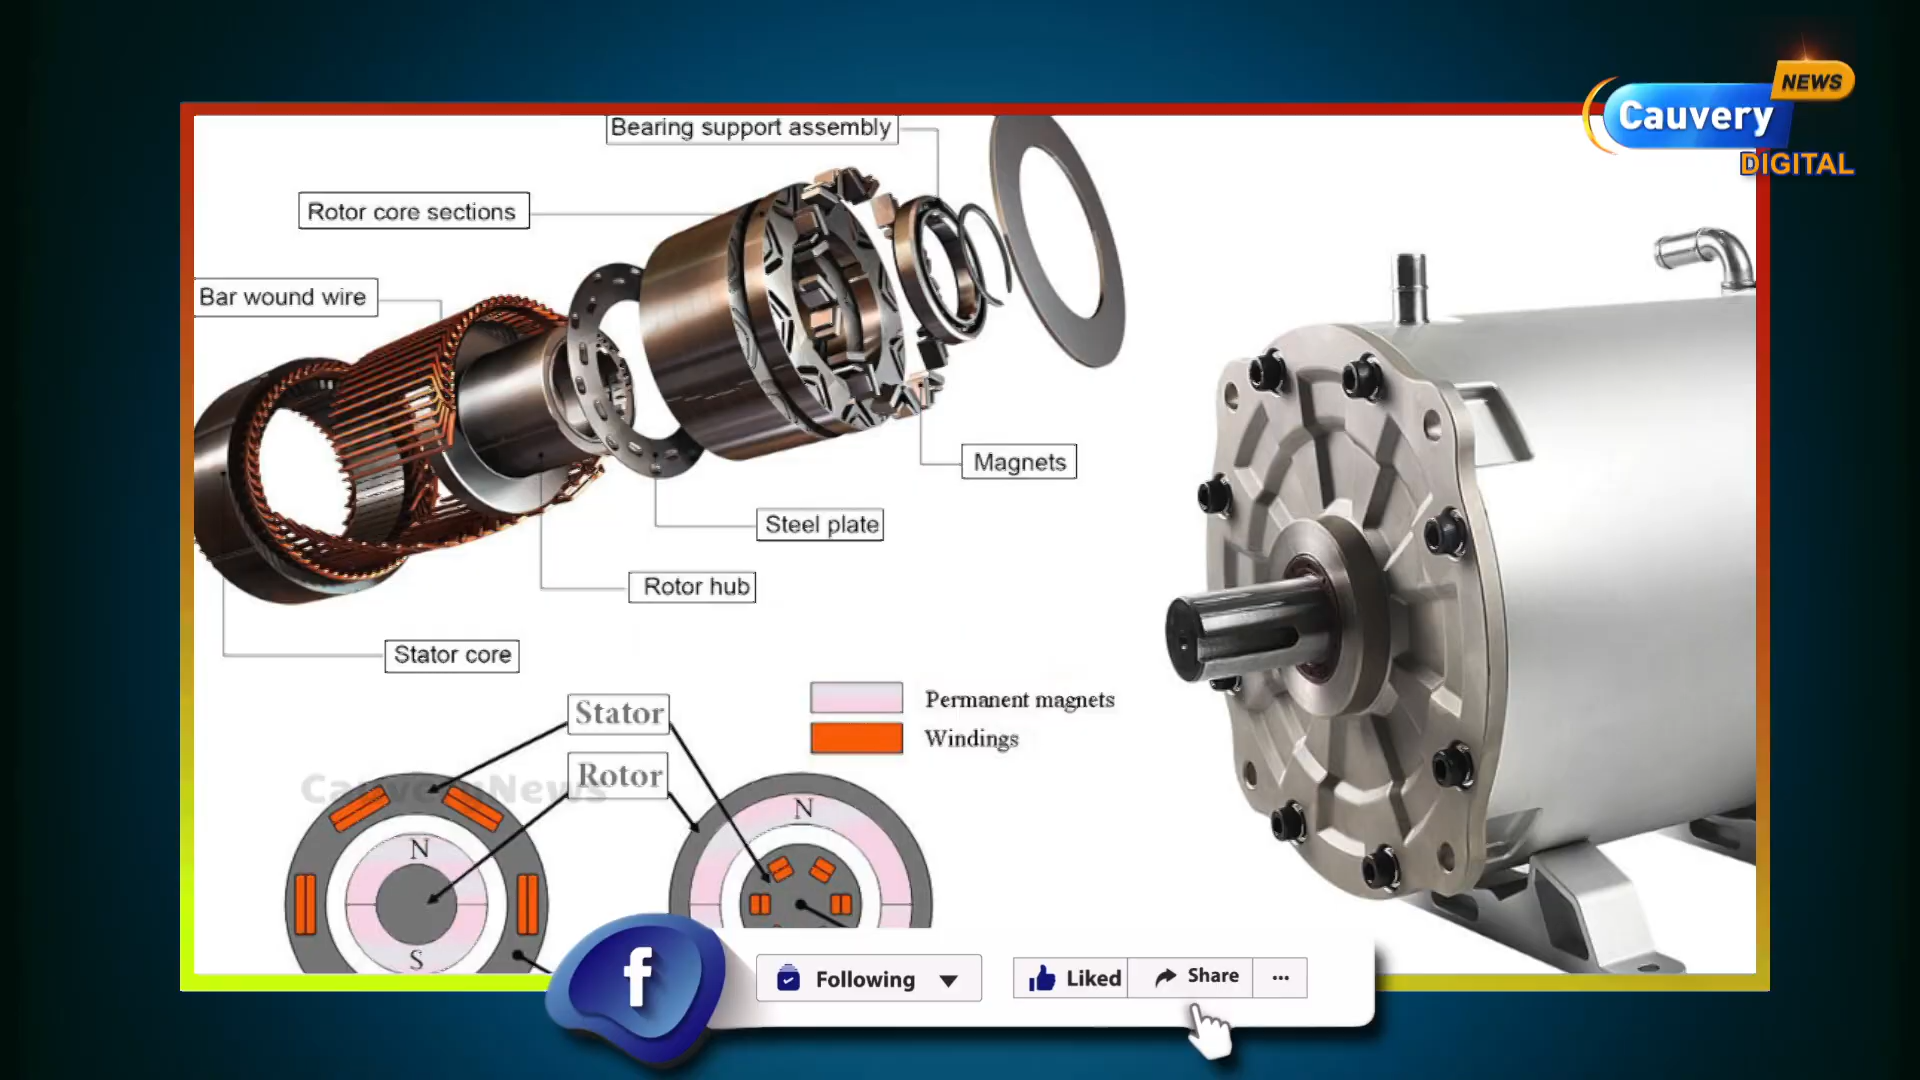 NEWS
Cauvery
DIGITAL
Bearing support assembly
Rotor core sections
Bar wound wire
Magnets
Steel plate
Rotor hub
Stator core
Stator
Rotor
Permanent magnets
Windings
CauveryNews
N
S
N
f
Following
Liked
Share
...